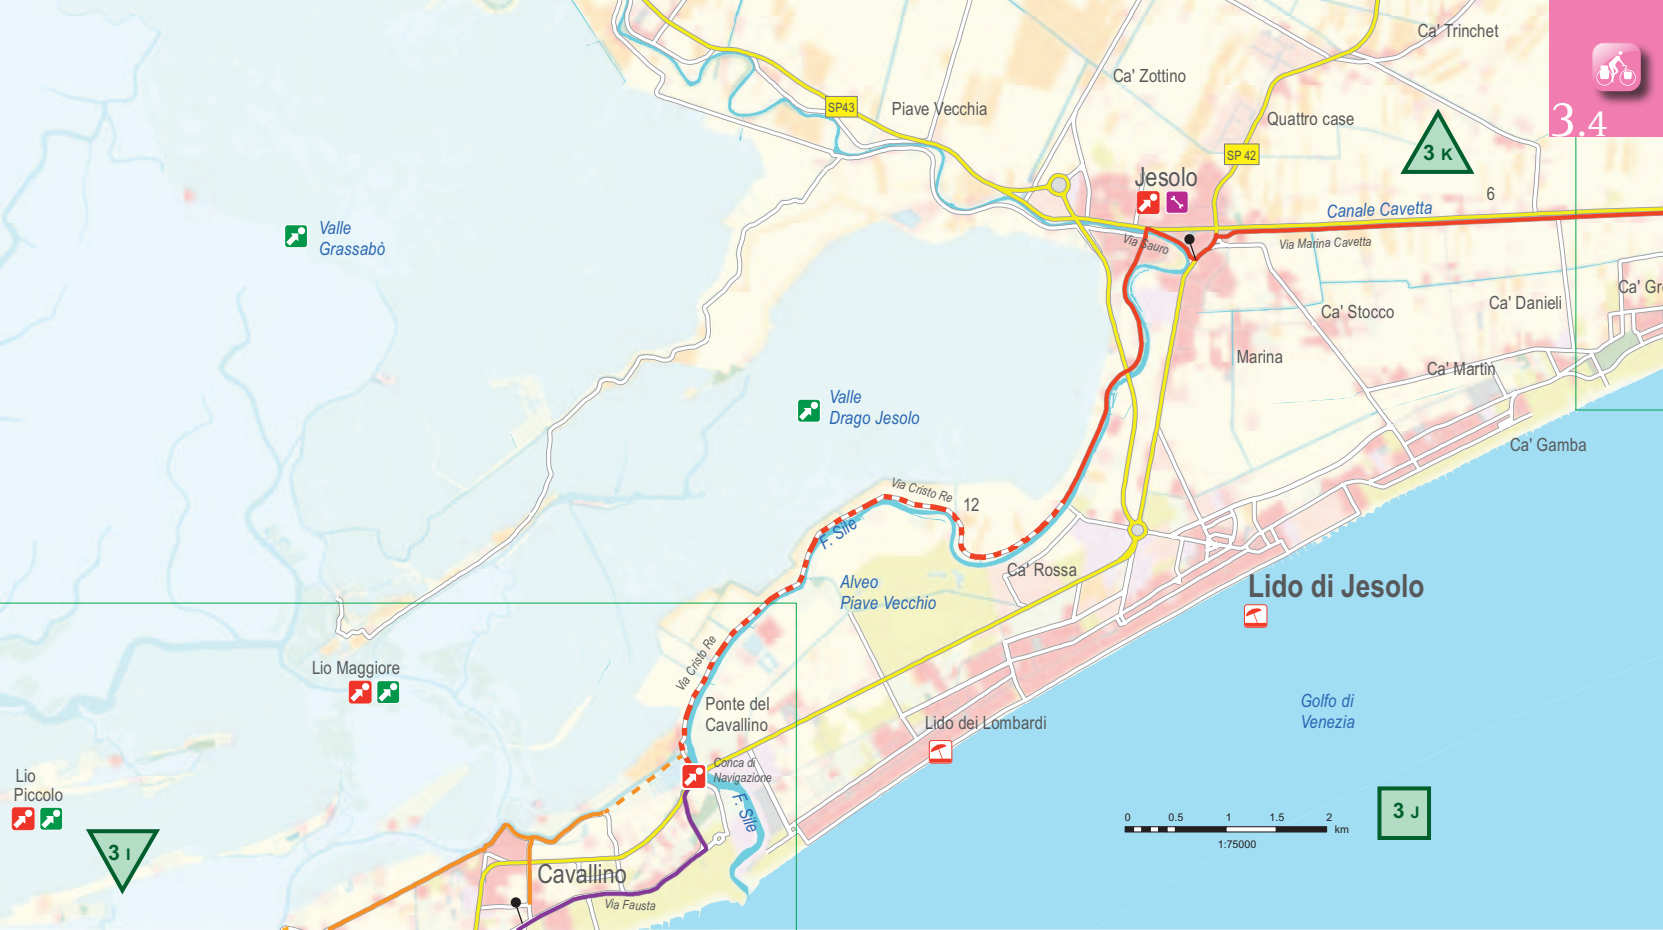 Ca' Trinchet
3.4
Ca' Zottino
SP43
Piave Vecchia
Quattro case
3 K
SP 42
Jesolo
6
Canale Cavetta
Via Sauro
Via Marina Cavetta
Valle
Grassabò
Ca' Gr
Ca' Danieli
Ca' Stocco
Marina
Ca' Martin
Valle
Drago Jesolo
Ca' Gamba
Via Cristo Re
12
F. Sile
Ca' Rossa
Alveo
Piave Vecchio
Lido di Jesolo
Via Cristo Re
Lio Maggiore
Ponte del
Cavallino
Golfo di
Venezia
Lido dei Lombardi
Conca di
Navigazione
Lio
Piccolo
F. Sile
3 J
0 0.5 1 1.5 2
km
1:75000
3 I
Cavallino
Via Fausta